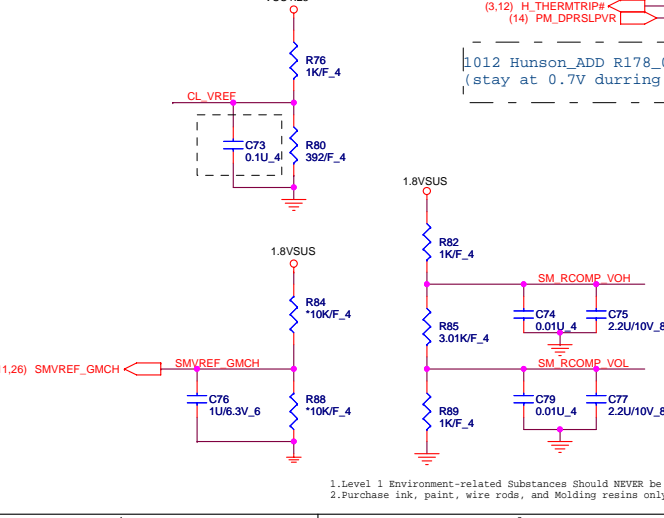 (3,12) H_THERMTRIP#
(14) PM_DPRSLPVR
R76
1K/F_4
1012 Hunson_ADD R178_0
(stay at 0.7V durring
CL_VREF
C73
0.1U_4
R80
392/F_4
1.8VSUS
R82
1K/F_4
1.8VSUS
SM_RCOMP_VOH
R84
*10K/F_4
C74
0.01U_4
C75
2.2U/10V_8
R85
3.01K/F_4
1,26) SMVREF_GMCH
SMVREF_GMCH
SM_RCOMP_VOL
C76
1U/6.3V_6
R88
*10K/F_4
C79
0.01U_4
C77
2.2U/10V_8
R89
1K/F_4
1.Level 1 Environment-related Substances Should NEVER be
2.Purchase ink, paint, wire rods, and Molding resins only